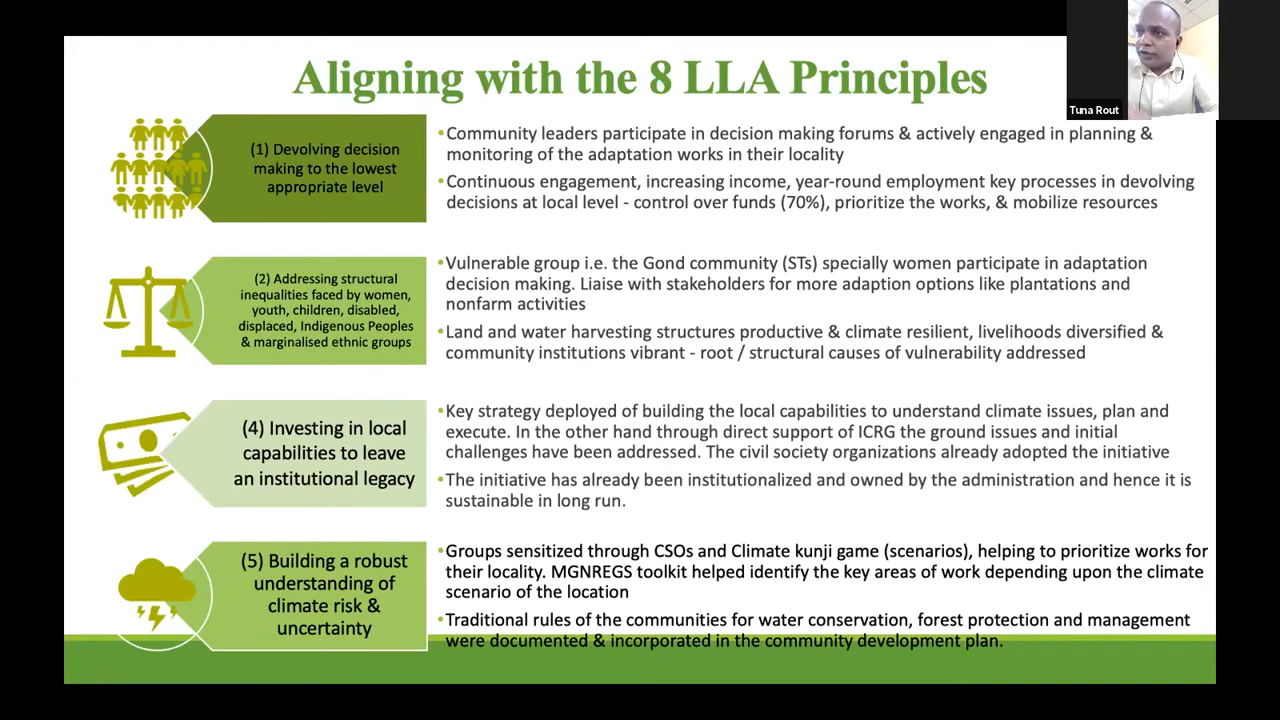 Aligning with the 8 LLA Principles
Tuna Rout
(1) Devolving decision
making to the lowest
appropriate level
•Community leaders participate in decision making forums & actively engaged in planning &
monitoring of the adaptation works in their locality
•Continuous engagement, increasing income, year-round employment key processes in devolving
decisions at local level - control over funds (70%), prioritize the works, & mobilize resources
(2) Addressing structural
inequalities faced by women,
youth, children, disabled,
displaced, Indigenous Peoples
& marginalised ethnic groups
•Vulnerable group i.e. the Gond community (STs) specially women participate in adaptation
decision making. Liaise with stakeholders for more adaption options like plantations and
nonfarm activities
•Land and water harvesting structures productive & climate resilient, livelihoods diversified &
community institutions vibrant - root / structural causes of vulnerability addressed
(4) Investing in local
capabilities to leave
an institutional legacy
•Key strategy deployed of building the local capabilities to understand climate issues, plan and
execute. In the other hand through direct support of ICRG the ground issues and initial
challenges have been addressed. The civil society organizations already adopted the initiative
•The initiative has already been institutionalized and owned by the administration and hence it is
sustainable in long run.
(5) Building a robust
understanding of
climate risk &
uncertainty
•Groups sensitized through CSOs and Climate kunji game (scenarios), helping to prioritize works for
their locality. MGNREGS toolkit helped identify the key areas of work depending upon the climate
scenario of the location
•Traditional rules of the communities for water conservation, forest protection and management
were documented & incorporated in the community development plan.